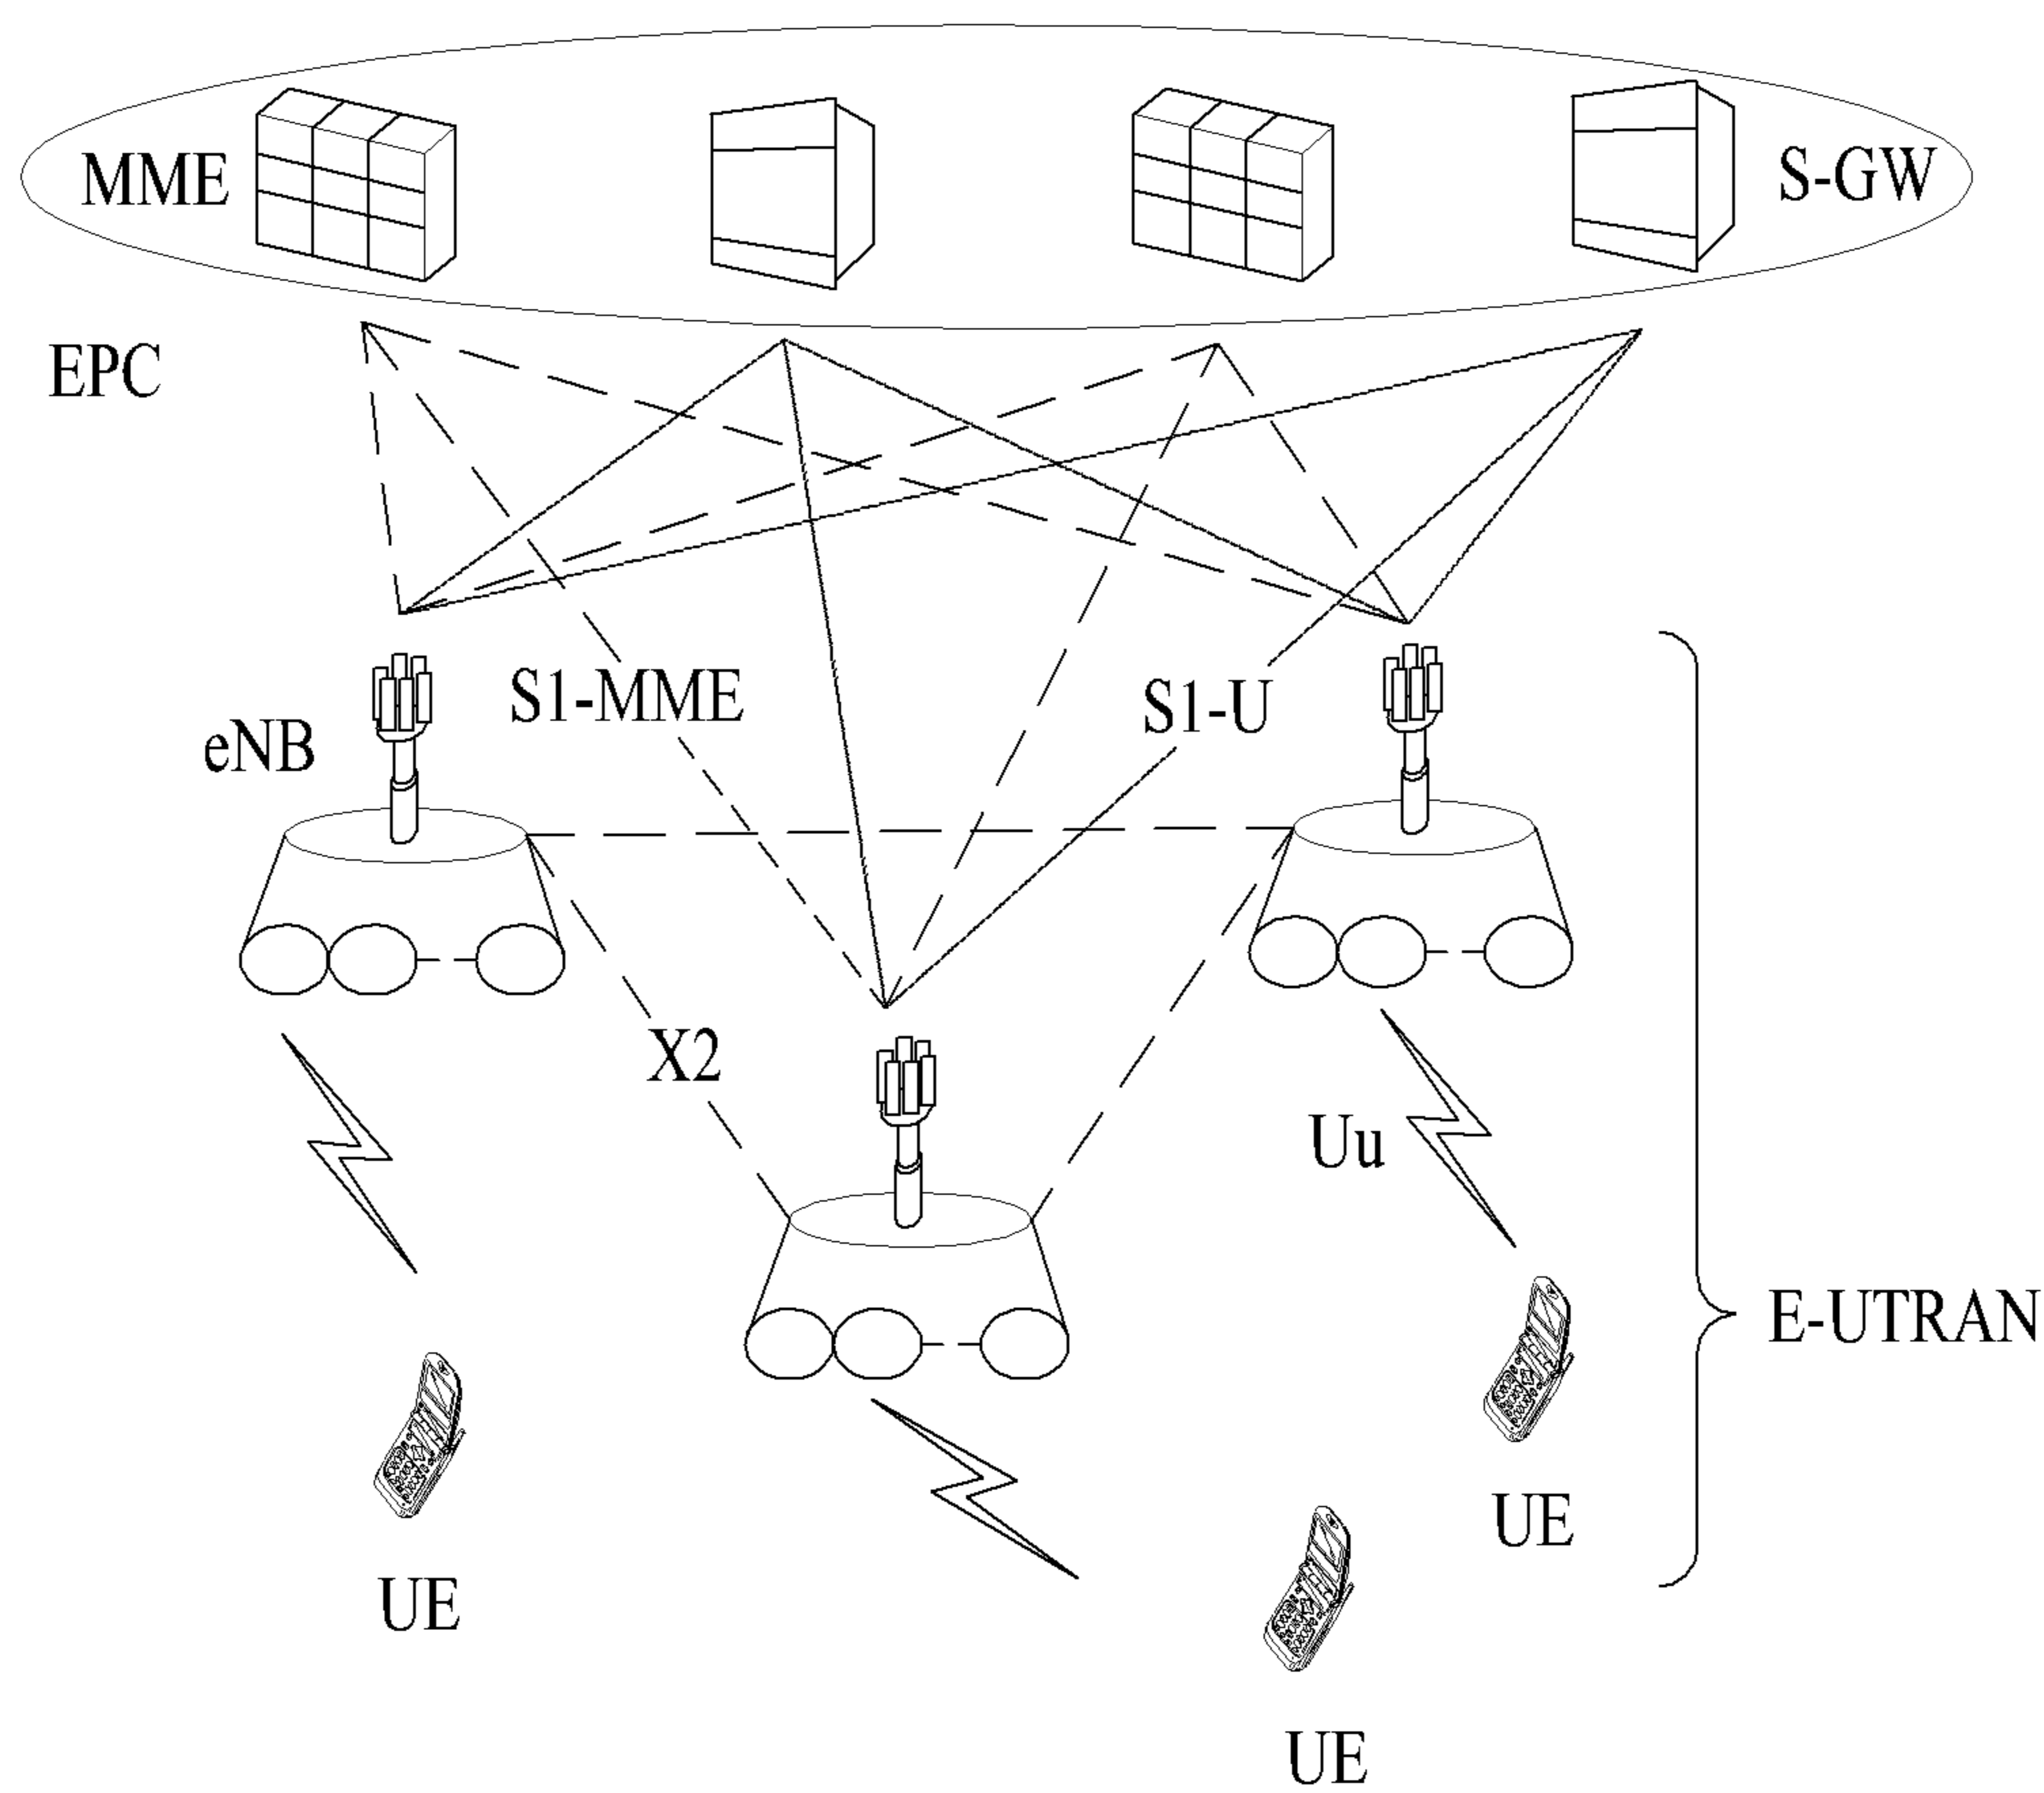 MME
S-GW
EPC
S1-MME
S1-U
eNB
X2
Uu
E-UTRAN
UE
UE
UE